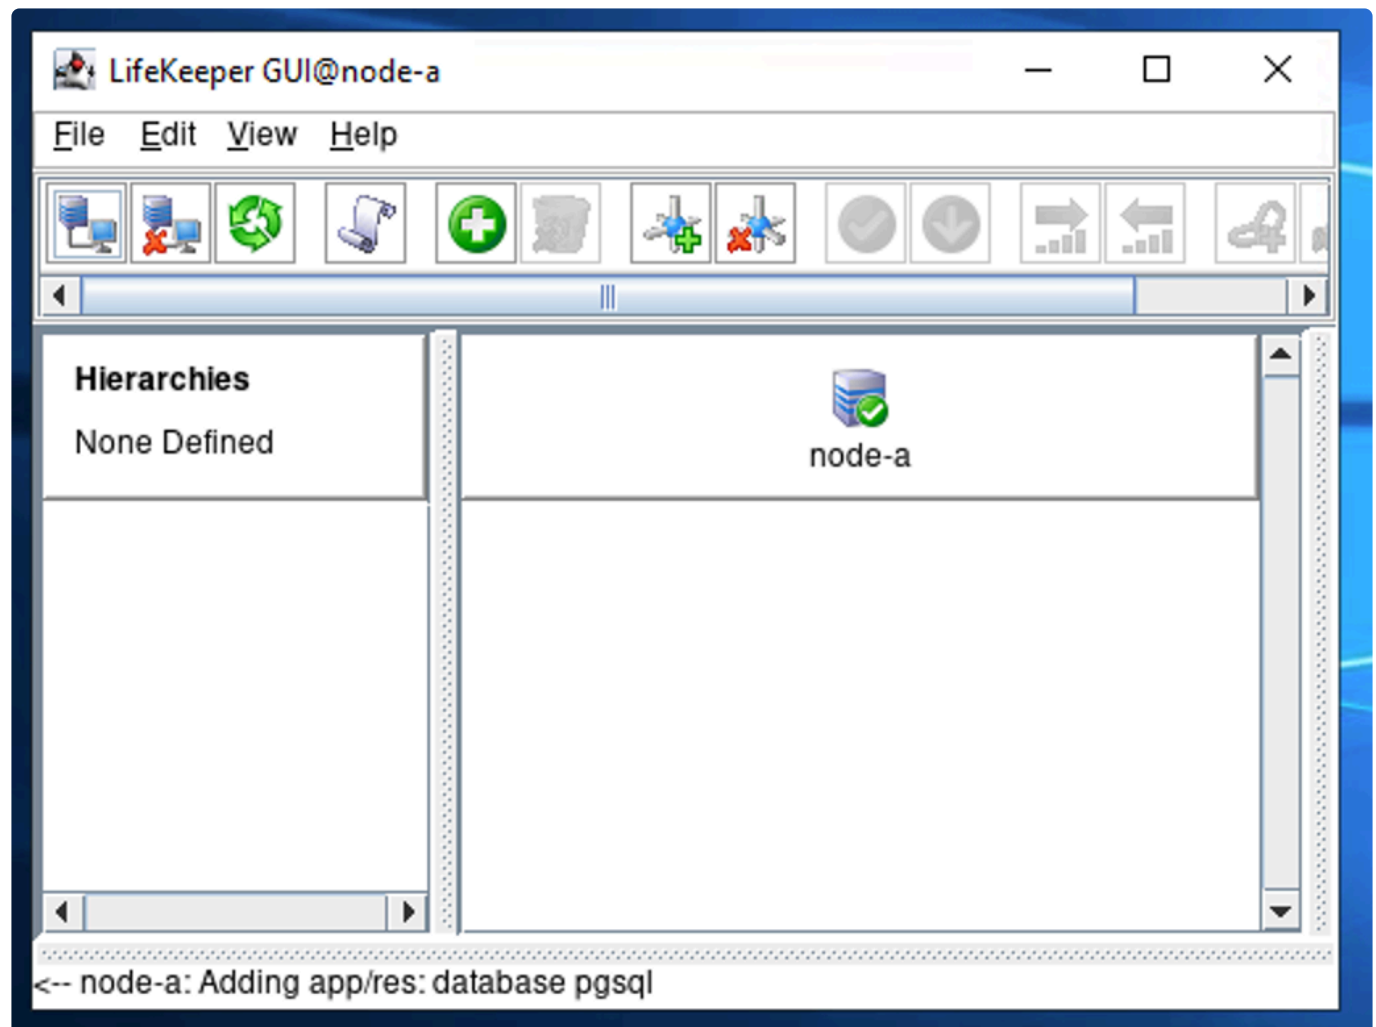 LifeKeeper GUI@node-a
File Edit View Help
Hierarchies
None Defined
node-a
<-- node-a: Adding app/res: database pgsql